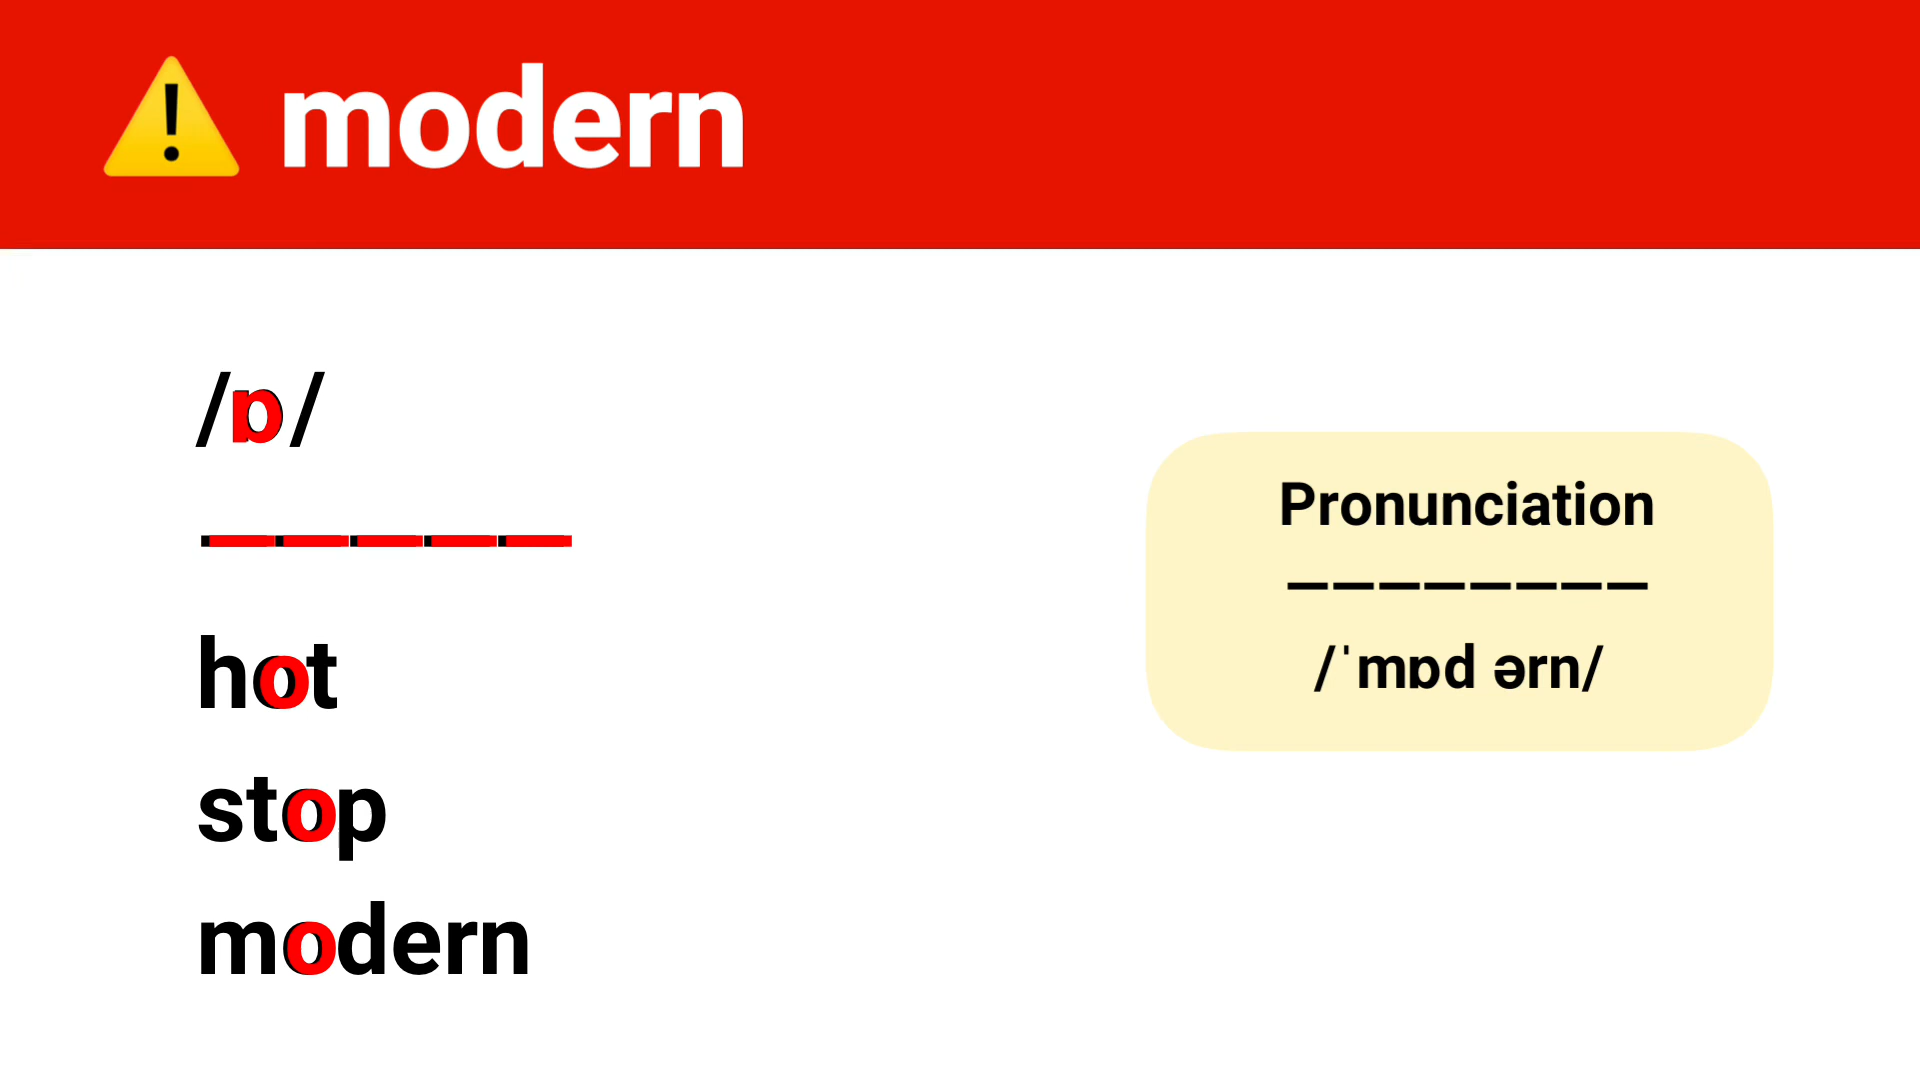 ⚠️ modern
/ɒ/
—————
hot
stop
modern
Pronunciation
————————
/ˈmɒd ərn/